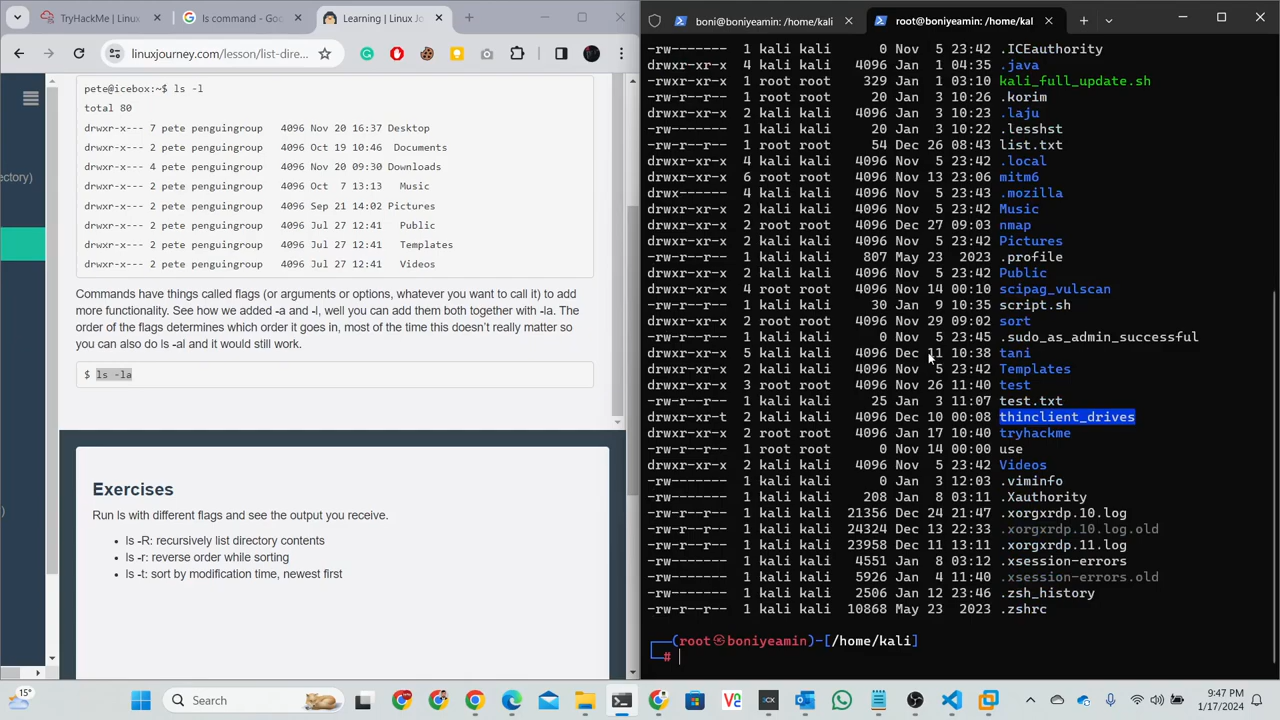 TryHackMe | Linux
ls command - Goo
Learning | Linux Jo
linuxjourney.com/lesson/list-dire...
ctory)
)
pete@icebox:~$ ls -l
total 80
drwxr-x--- 7 pete penguingroup 4096 Nov 20 16:37 Desktop
drwxr-x--- 2 pete penguingroup 4096 Oct 19 10:46 Documents
drwxr-x--- 4 pete penguingroup 4096 Nov 20 09:30 Downloads
drwxr-x--- 2 pete penguingroup 4096 Oct 7 13:13 Music
drwxr-x--- 2 pete penguingroup 4096 Sep 21 14:02 Pictures
drwxr-x--- 2 pete penguingroup 4096 Jul 27 12:41 Public
drwxr-x--- 2 pete penguingroup 4096 Jul 27 12:41 Templates
drwxr-x--- 2 pete penguingroup 4096 Jul 27 12:41 Videos
Commands have things called flags (or arguments or options, whatever you want to call it) to add
more functionality. See how we added -a and -l, well you can add them both together with -la. The
order of the flags determines which order it goes in, most of the time this doesn't really matter so
you can also do ls -al and it would still work.
$ ls -la
Exercises
Run ls with different flags and see the output you receive.
• ls -R: recursively list directory contents
• ls -r: reverse order while sorting
• ls -t: sort by modification time, newest first
boni@boniyeamin: /home/kali
root@boniyeamin: /home/kal
-rw------- 1 kali kali 0 Nov 5 23:42 .ICEauthority
drwxr-xr-x 4 kali kali 4096 Jan 1 04:35 .java
-rwxr-xr-x 1 root root 329 Jan 1 03:10 kali_full_update.sh
-rw-r--r-- 1 root root 20 Jan 3 10:26 .korim
drwxr-xr-x 2 kali kali 4096 Jan 3 10:23 .laju
-rw-r--r-- 1 kali kali 20 Jan 3 10:22 .lesshst
-rw-r--r-- 1 root root 54 Dec 26 08:43 list.txt
drwxr-xr-x 4 kali kali 4096 Nov 5 23:42 .local
drwxr-xr-x 6 root root 4096 Nov 13 23:06 mitm6
drwx------ 4 kali kali 4096 Nov 5 23:43 .mozilla
drwxr-xr-x 2 kali kali 4096 Nov 5 23:42 Music
drwxr-xr-x 2 root root 4096 Dec 27 09:03 nmap
drwxr-xr-x 2 kali kali 4096 Nov 5 23:42 Pictures
-rw-r--r-- 1 kali kali 807 May 23 2023 .profile
drwxr-xr-x 2 kali kali 4096 Nov 5 23:42 Public
drwxr-xr-x 4 root root 4096 Nov 14 00:10 scipag_vulscan
-rw-r--r-- 1 kali kali 30 Jan 9 10:35 script.sh
drwxr-xr-x 2 root root 4096 Nov 29 09:02 sort
-rw-r--r-- 1 kali kali 0 Nov 5 23:45 .sudo_as_admin_successful
drwxr-xr-x 5 kali kali 4096 Dec 11 10:38 tani
drwxr-xr-x 2 kali kali 4096 Nov 5 23:42 Templates
drwxr-xr-x 3 root root 4096 Nov 26 11:40 test
-rw-r--r-- 1 kali kali 25 Jan 3 11:07 test.txt
drwxr-xr-t 2 kali kali 4096 Dec 10 00:08 thinclient_drives
drwxr-xr-x 2 root root 4096 Jan 17 10:40 tryhackme
-rw-r--r-- 1 root root 0 Nov 14 00:00 use
drwxr-xr-x 2 kali kali 4096 Nov 5 23:42 Videos
-rw------- 1 kali kali 0 Jan 3 12:03 .viminfo
-rw------- 1 kali kali 208 Jan 8 03:11 .Xauthority
-rw-r--r-- 1 kali kali 21356 Dec 24 21:47 .xorgxrdp.10.log
-rw-r--r-- 1 kali kali 24324 Dec 13 22:33 .xorgxrdp.10.log.old
-rw-r--r-- 1 kali kali 23958 Dec 11 13:11 .xorgxrdp.11.log
-rw------- 1 kali kali 4551 Jan 8 03:12 .xsession-errors
-rw------- 1 kali kali 5926 Jan 4 11:40 .xsession-errors.old
-rw------- 1 kali kali 2506 Jan 12 23:46 .zsh_history
-rw-r--r-- 1 kali kali 10868 May 23 2023 .zshrc
┌──(root㉿boniyeamin)-[/home/kali]
└─#
15°
Search
9:47 PM
1/17/2024